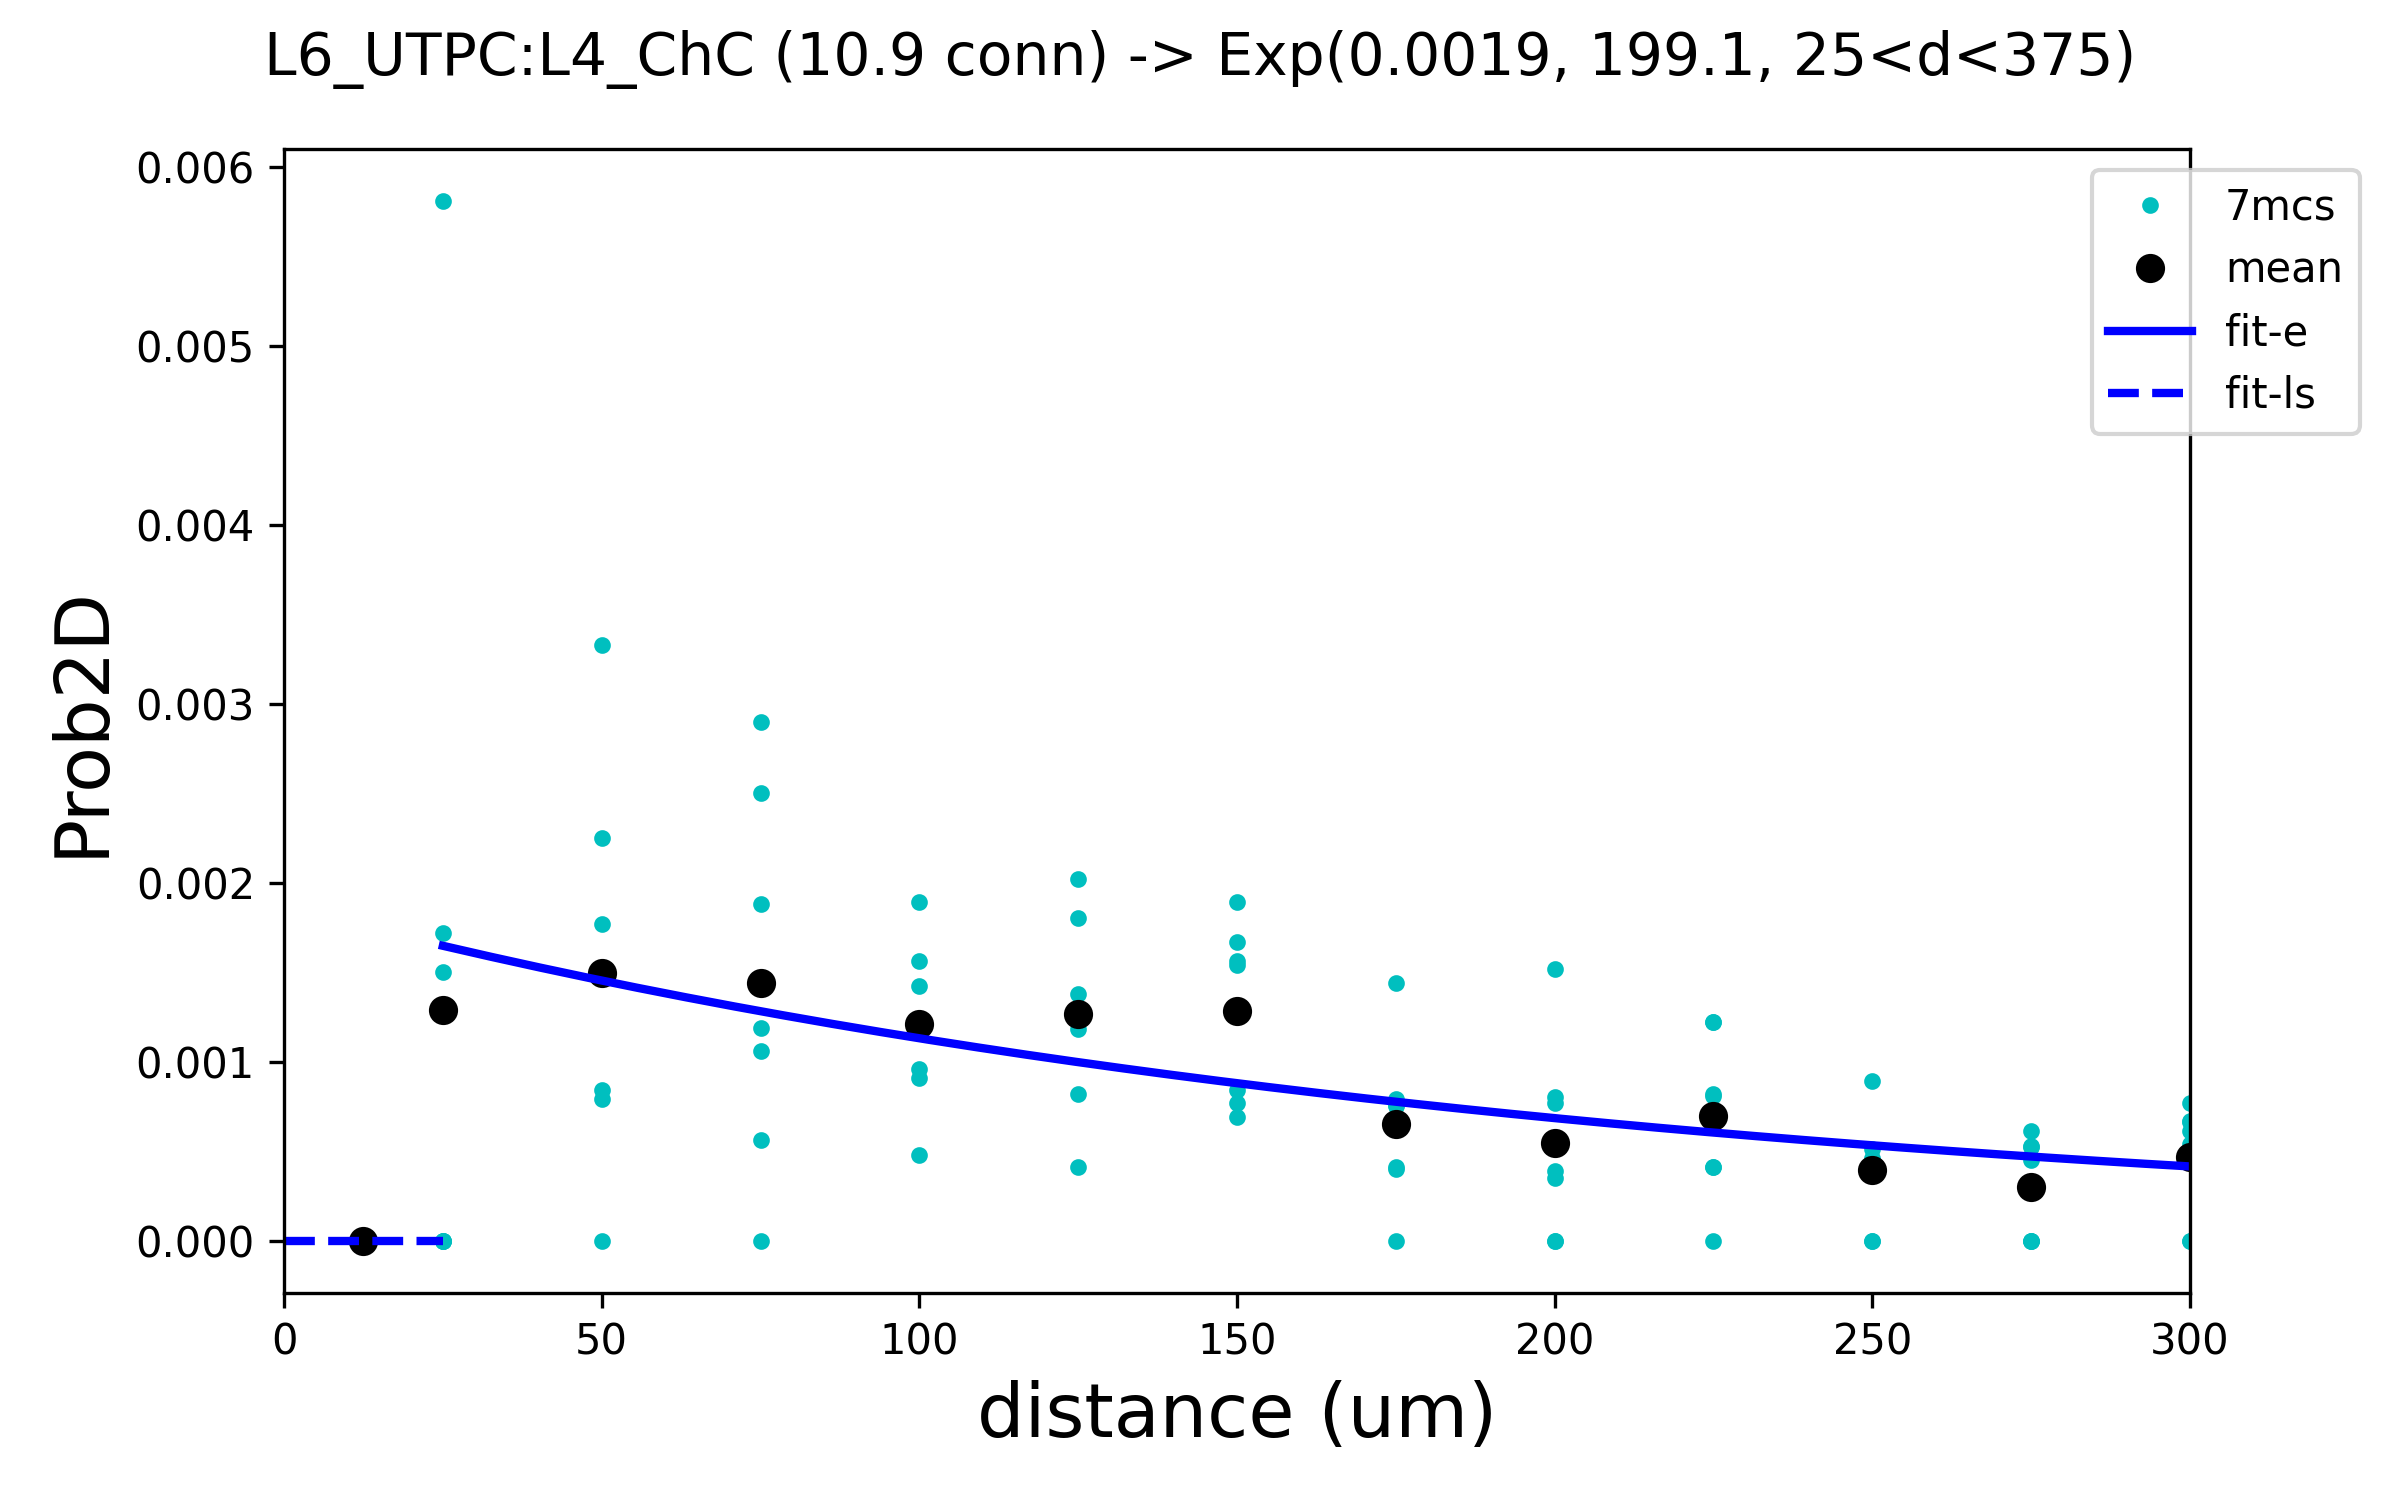 L6_UTPC:L4_ChC (10.9 conn) -> Exp(0.0019, 199.1, 25<d<375)
7mcs
mean
fit-e
fit-ls
Prob2D
0.006
0.005
0.004
0.003
0.002
0.001
0.000
0 50 100 150 200 250 300
distance (um)